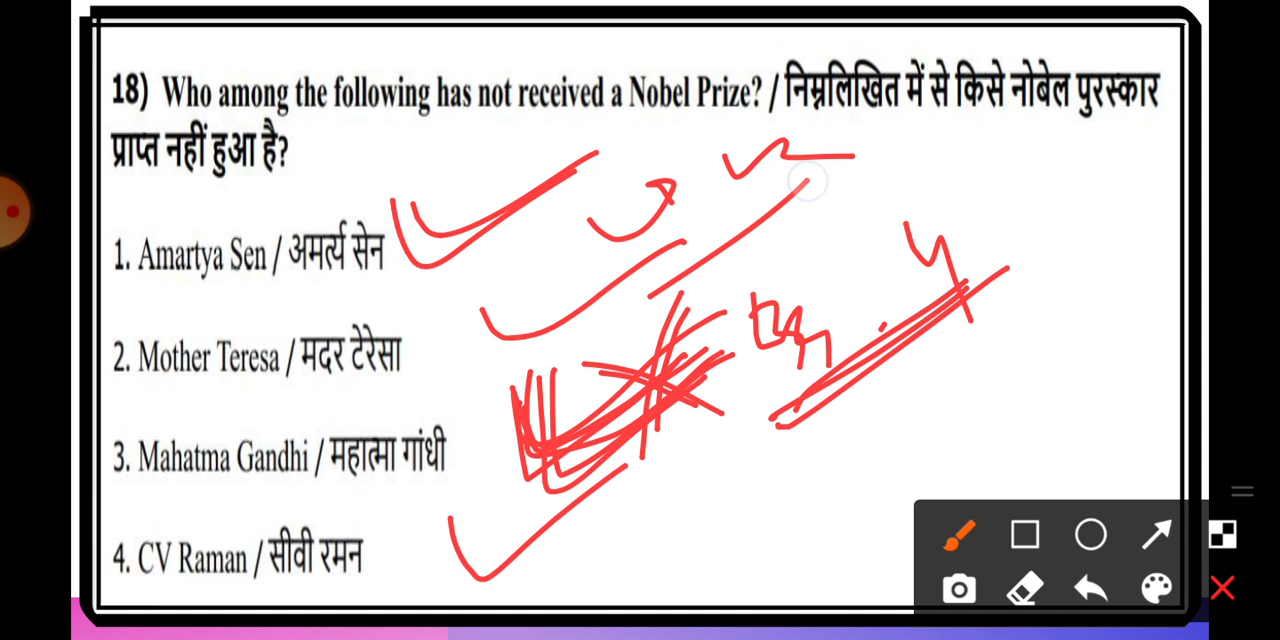 18) Who among the following has not received a Nobel Prize? / निम्नलिखित में से किसे नोबेल पुरस्कार
प्राप्त नहीं हुआ है?
1. Amartya Sen / अमर्त्य सेन
2. Mother Teresa / मदर टेरेसा
3. Mahatma Gandhi / महात्मा गांधी
4. CV Raman / सीवी रमन